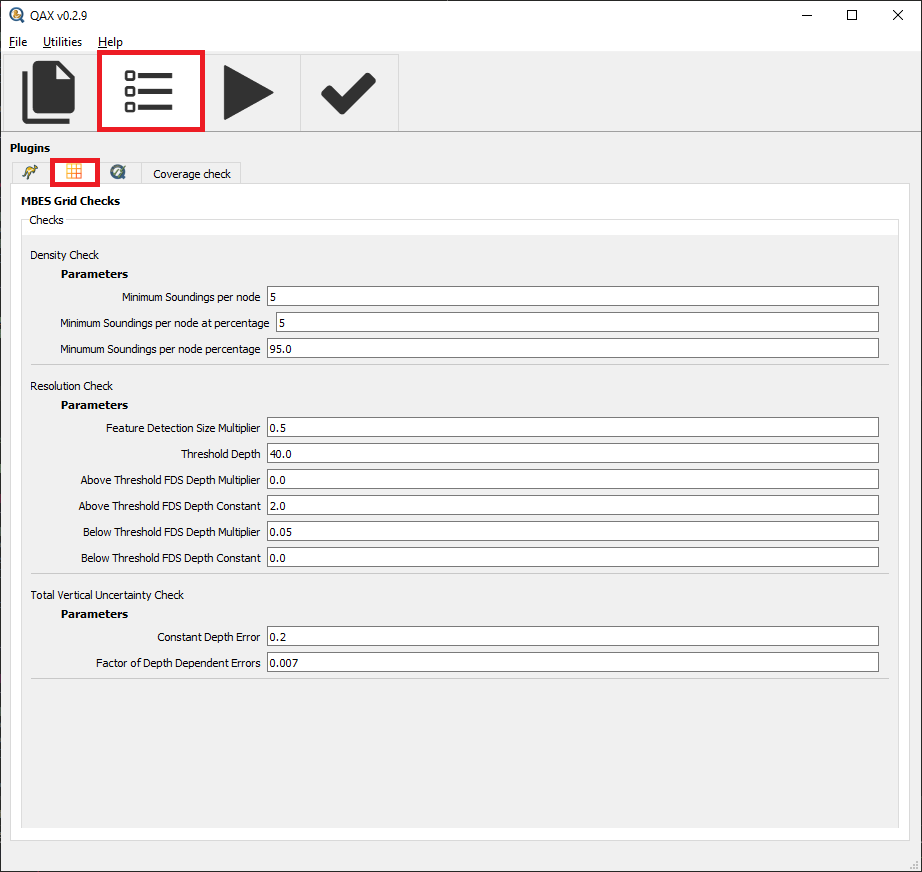 QAX v0.2.9
File Utilities Help
Plugins
Coverage check
MBES Grid Checks
Checks
Density Check
Parameters
Minimum Soundings per node 5
Minimum Soundings per node at percentage 5
Minumum Soundings per node percentage 95.0
Resolution Check
Parameters
Feature Detection Size Multiplier 0.5
Threshold Depth 40.0
Above Threshold FDS Depth Multiplier 0.0
Above Threshold FDS Depth Constant 2.0
Below Threshold FDS Depth Multiplier 0.05
Below Threshold FDS Depth Constant 0.0
Total Vertical Uncertainty Check
Parameters
Constant Depth Error 0.2
Factor of Depth Dependent Errors 0.007